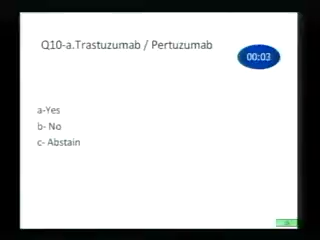 Q10-a.Trastuzumab / Pertuzumab
00:03
a-Yes
b- No
c- Abstain